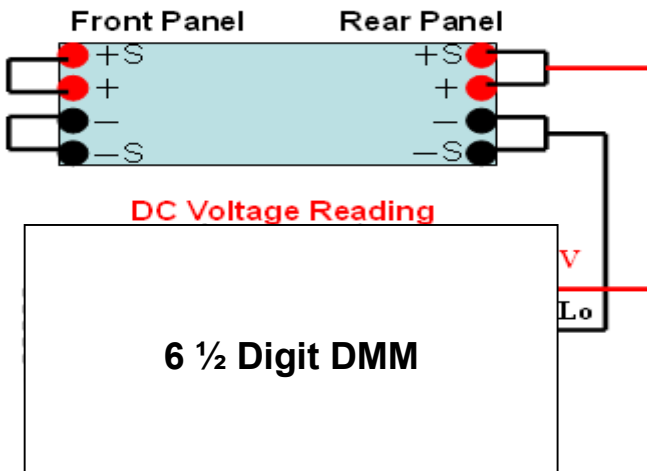 Front Panel Rear Panel
+S +S
+ +
− −
−S −S
DC Voltage Reading
V
Lo
6 ½ Digit DMM